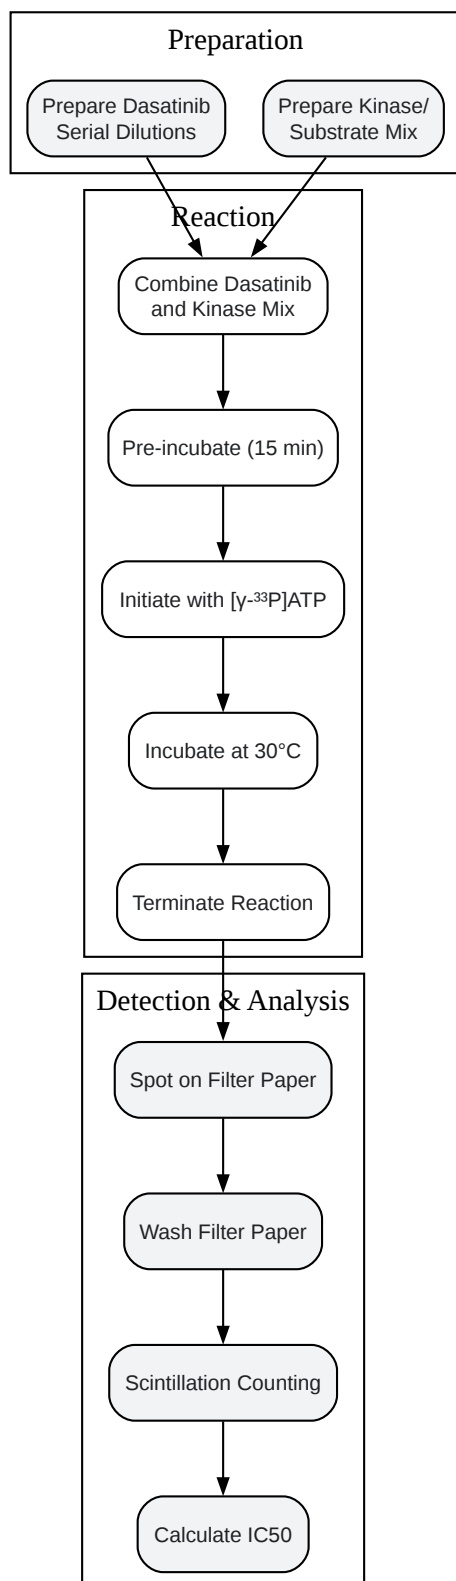 Preparation
Prepare Dasatinib
Serial Dilutions
Prepare Kinase/
Substrate Mix
Reaction
Combine Dasatinib
and Kinase Mix
Pre-incubate (15 min)
Initiate with [γ-³³P]ATP
Incubate at 30°C
Terminate Reaction
Detection & Analysis
Spot on Filter Paper
Wash Filter Paper
Scintillation Counting
Calculate IC50